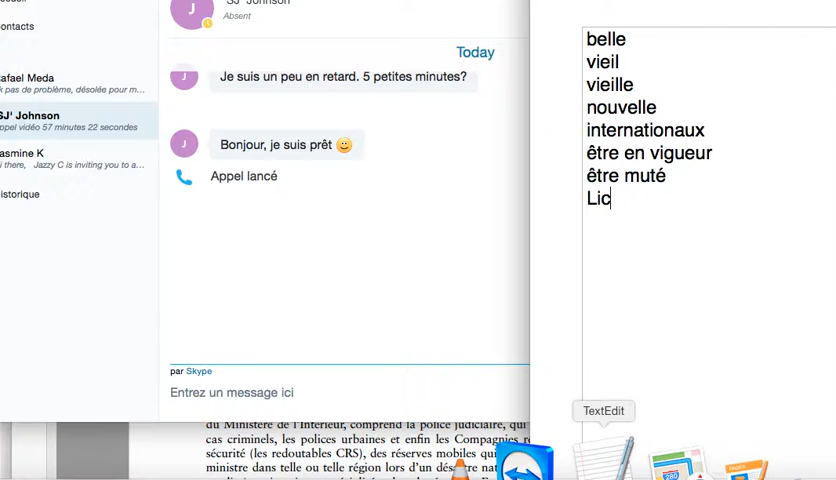 ontacts
afael Meda
k pas de problème, désolée pour m...
SJ' Johnson
ppel vidéo 57 minutes 22 secondes
asmine K
i there, Jazzy C is inviting you to a...
istorique
J
SJ' Johnson
Absent
Today
J
Je suis un peu en retard. 5 petites minutes?
J
Bonjour, je suis prêt
Appel lancé
par Skype
Entrez un message ici
belle
vieil
vieille
nouvelle
internationaux
être en vigueur
être muté
Lic
TextEdit
du Ministère de l'Intérieur, comprend la police judiciaire, qui
cas criminels, les polices urbaines et enfin les Compagnies
sécurité (les redoutables CRS), des réserves mobiles qu
ministre dans telle ou telle région lors d'un
PAGES